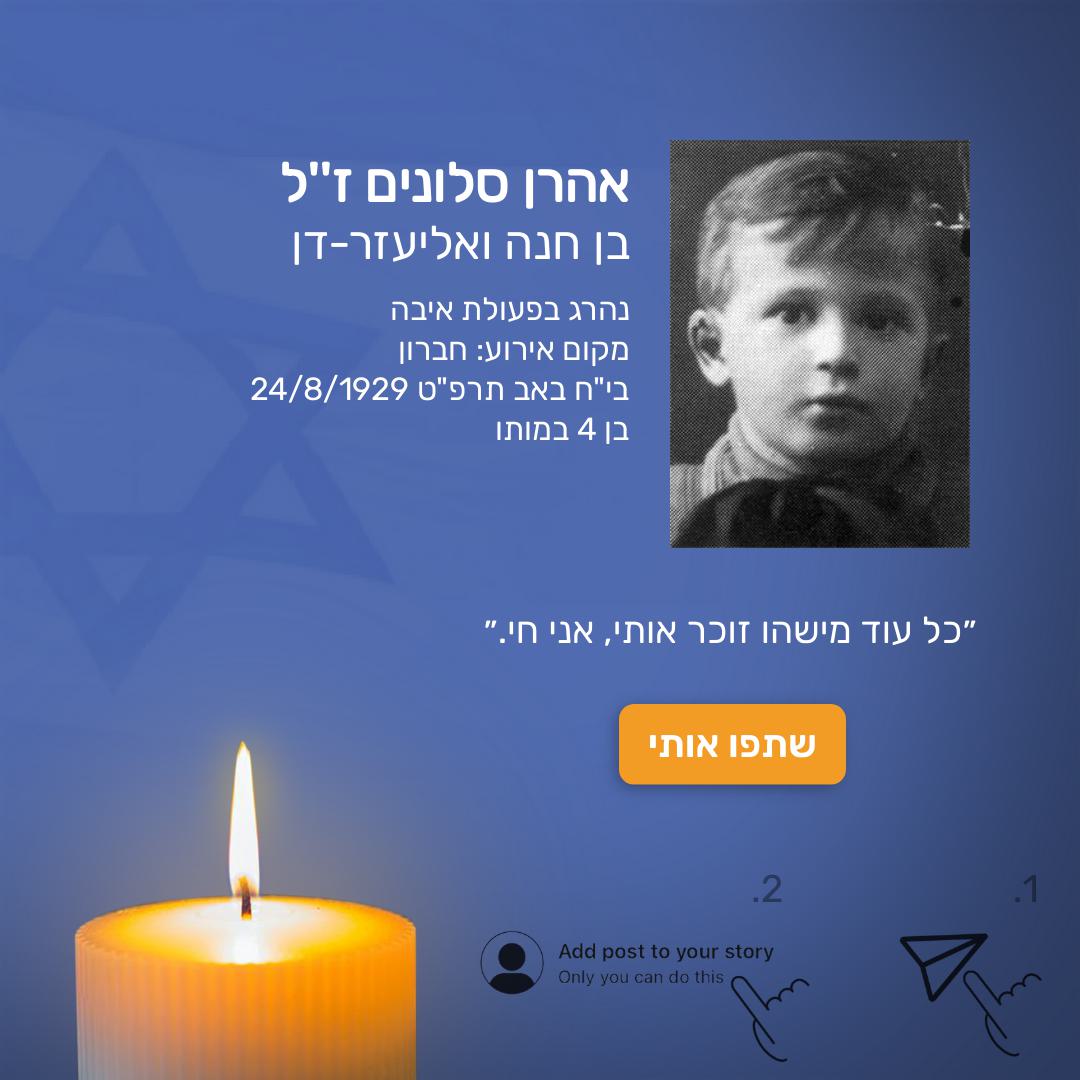 אהרן סלונים ז"ל
בן חנה ואליעזר-דן
נהרג בפעולת איבה
מקום אירוע: חברון
בי"ח באב תרפ"ט 24/8/1929
בן 4 במותו
״כל עוד מישהו זוכר אותי, אני חי.״
שתפו אותי
1.
2.
Add post to your story
Only you can do this